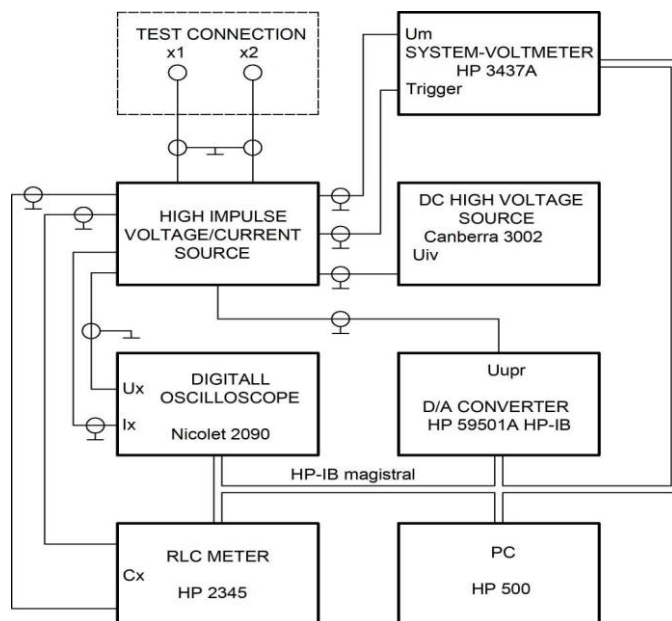 TEST CONNECTION
x1 x2
Um
SYSTEM-VOLTMETER
HP 3437A
Trigger
HIGH IMPULSE
VOLTAGE/CURRENT
SOURCE
DC HIGH VOLTAGE
SOURCE
Canberra 3002
Uiv
DIGITALL
OSCILLOSCOPE
Ux
Ix
Nicolet 2090
Uupr
D/A CONVERTER
HP 59501A HP-IB
HP-IB magistral
RLC METER
Cx
HP 2345
PC
HP 500